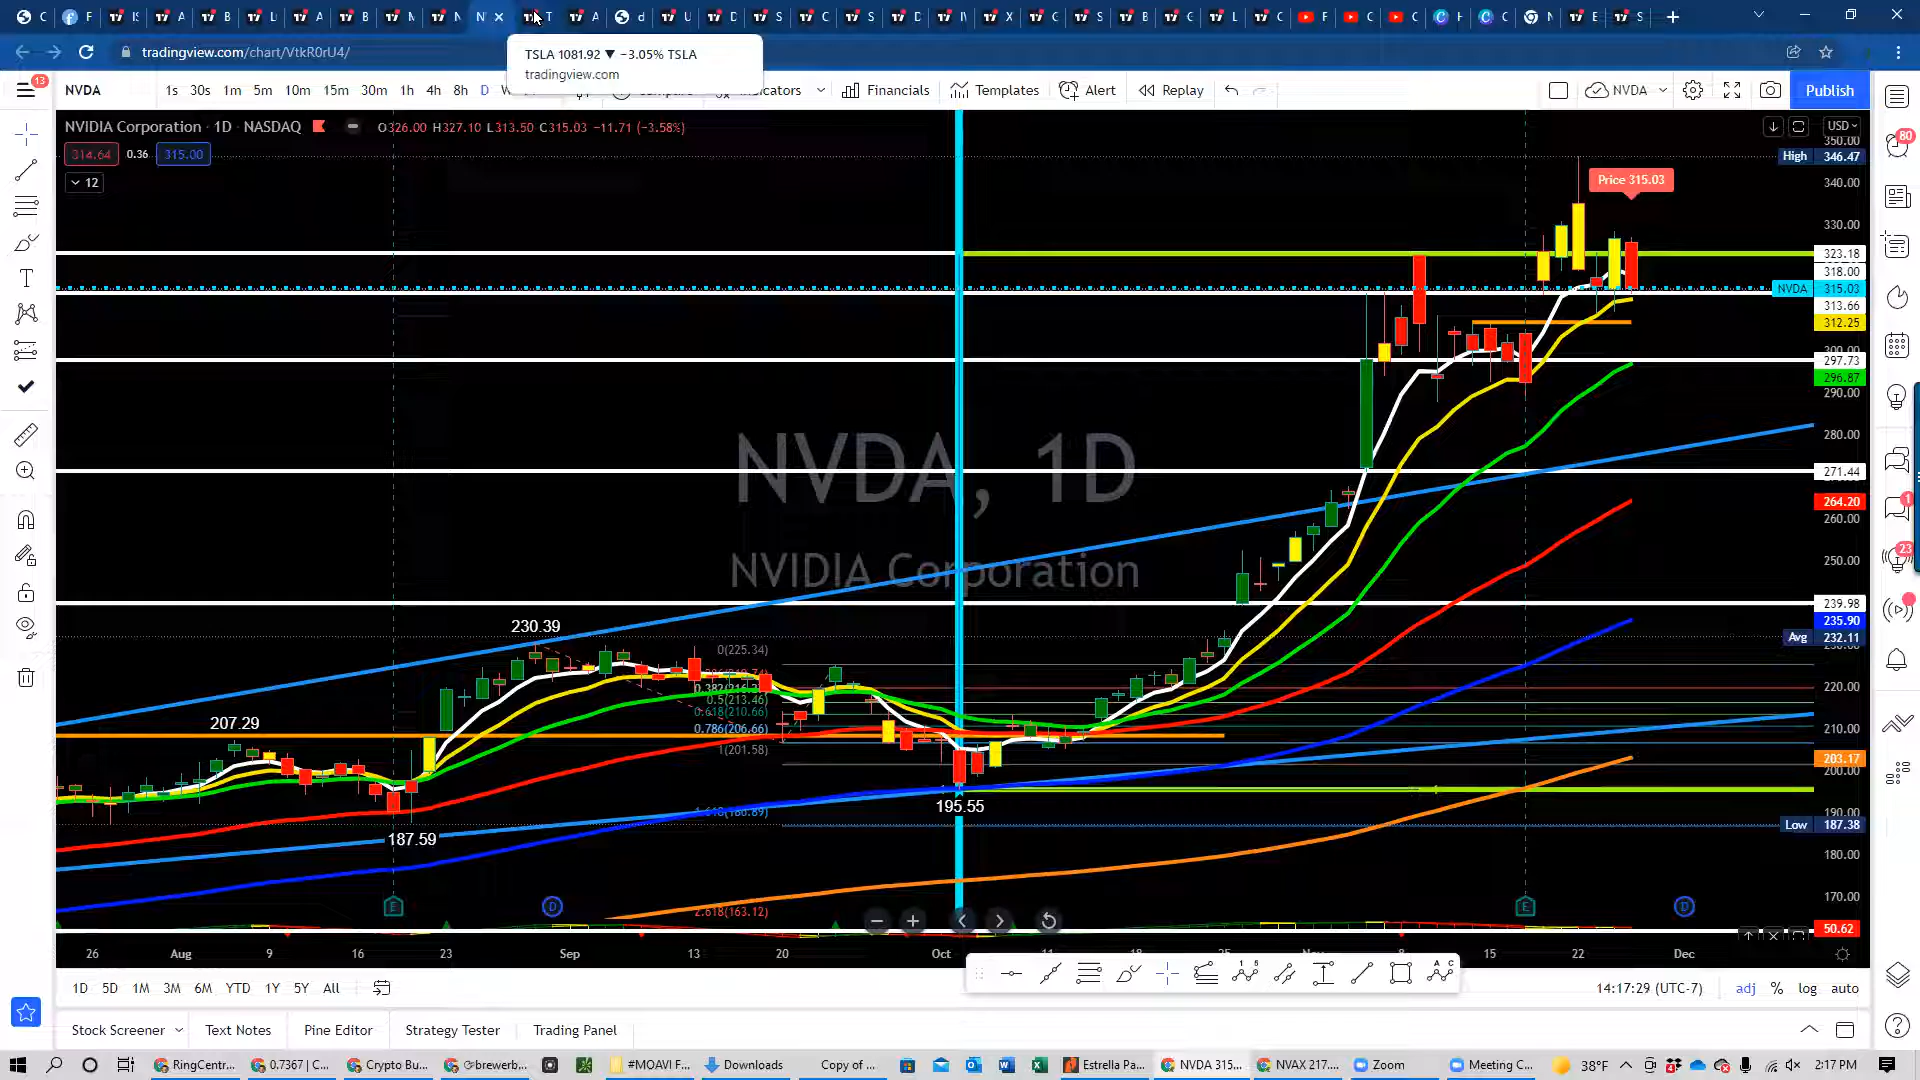 tradingview.com/chart/VtkR0rU4/
TSLA 1081.92 ▼ −3.05% TSLA
tradingview.com
13
NVDA
1s 30s 1m 5m 10m 15m 30m 1h 4h 8h D
Indicators
Financials
Templates
Alert
Replay
NVDA
Publish
NVIDIA Corporation · 1D · NASDAQ
O326.00 H327.10 L313.50 C315.03 −11.71 (−3.58%)
314.64 0.36 315.00
12
USD
350.00
High 346.47
340.00
330.00
323.18
318.00
NVDA 315.03
313.66
312.25
297.73
296.87
290.00
280.00
271.44
264.20
260.00
250.00
239.98
235.90
Avg 232.11
220.00
210.00
203.17
200.00
190.00
Low 187.38
180.00
170.00
50.62
Price 315.03
NVDA, 1D
NVIDIA Corporation
230.39
207.29
187.59
195.55
0(225.34)
0.5(213.46)
0.618(210.66)
0.786(206.66)
1(201.58)
1.618(186.89)
2.618(163.12)
E D E D
26 Aug 9 23 Sep 13 20 Oct 11 18 25 8 15 22 Dec
1D 5D 1M 3M 6M YTD 1Y 5Y All
14:17:29 (UTC-7)
adj % log auto
Stock Screener
Text Notes
Pine Editor
Strategy Tester
Trading Panel
80
1
23
RingCentr...
0.7367 | C...
Crypto Bu...
@brewerb...
#MOAVI F...
Downloads
Copy of ...
Estrella Pa...
NVDA 315...
NVAX 217...
Zoom
Meeting C...
38°F
2:17 PM